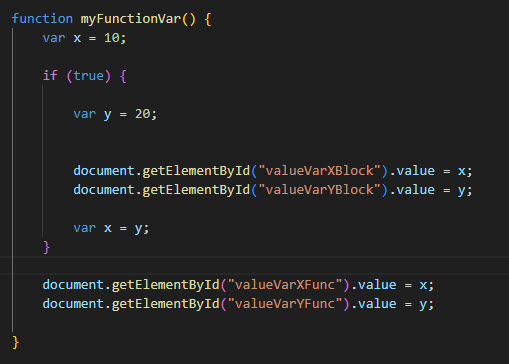 function myFunctionVar() {
var x = 10;
if (true) {
var y = 20;
document.getElementById("valueVarXBlock").value = x;
document.getElementById("valueVarYBlock").value = y;
var x = y;
}
document.getElementById("valueVarXFunc").value = x;
document.getElementById("valueVarYFunc").value = y;
}